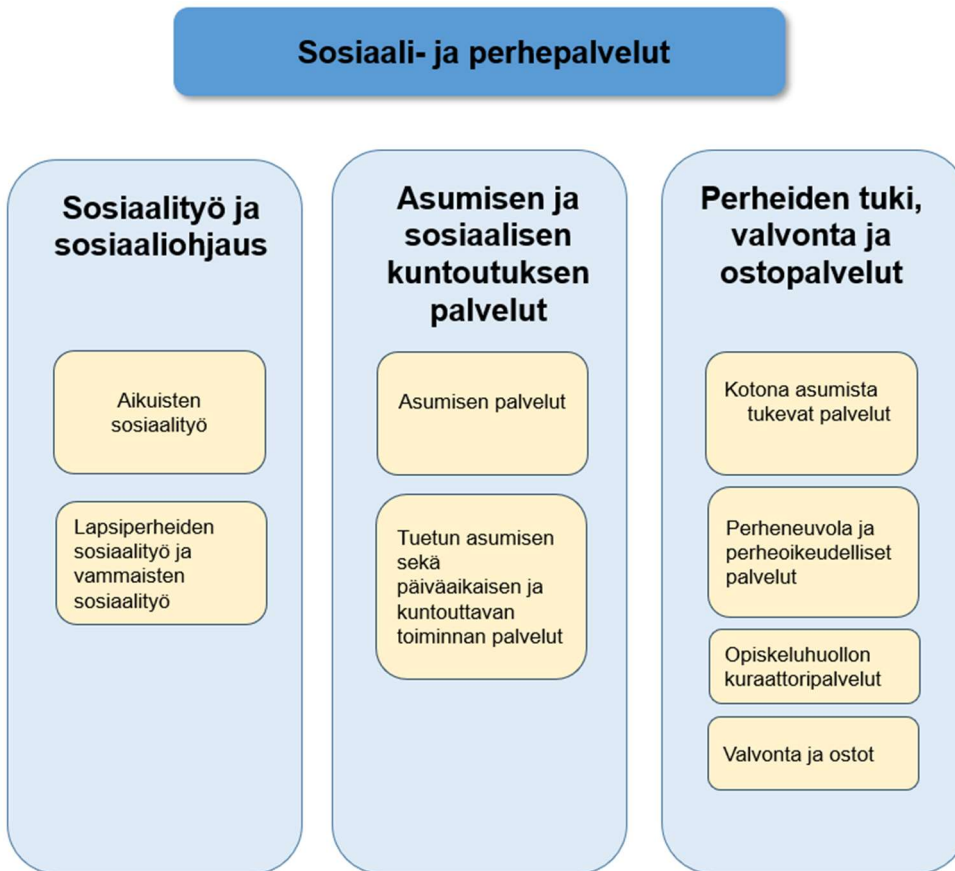 Sosiaali- ja perhepalvelut
Sosiaalityö ja
sosiaaliohjaus
Aikuisten
sosiaalityö
Lapsiperheiden
sosiaalityö ja
vammaisten
sosiaalityö
Asumisen ja
sosiaalisen
kuntoutuksen
palvelut
Asumisen palvelut
Tuetun asumisen
sekä
päiväaikaisen ja
kuntouttavan
toiminnan palvelut
Perheiden tuki,
valvonta ja
ostopalvelut
Kotona asumista
tukevat palvelut
Perheneuvola ja
perheoikeudelliset
palvelut
Opiskeluhuollon
kuraattoripalvelut
Valvonta ja ostot